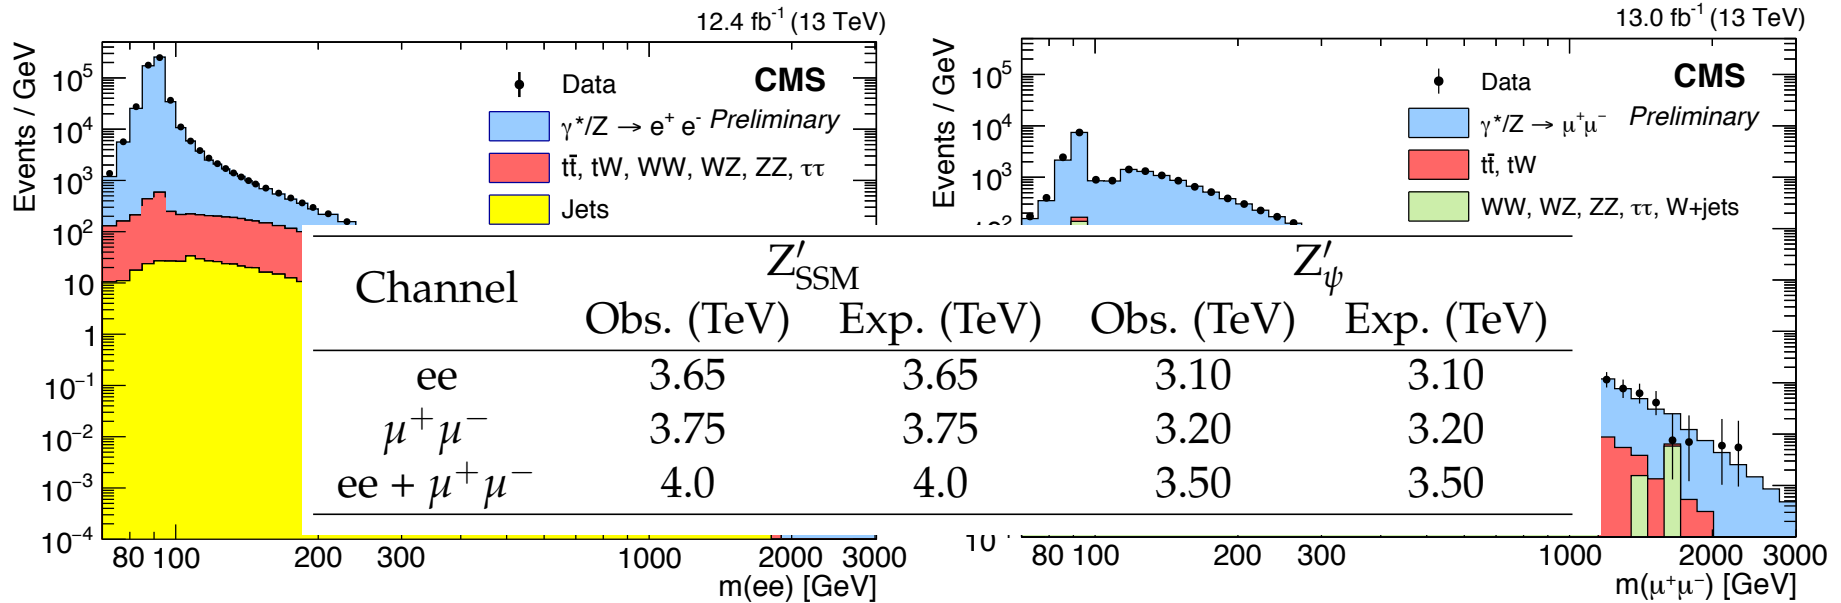 12.4 fb⁻¹ (13 TeV)
Events / GeV
10⁵
10⁴
10³
10²
10
1
10⁻¹
10⁻²
10⁻³
10⁻⁴
Data
γ*/Z → e⁺ e⁻
tt̄, tW, WW, WZ, ZZ, ττ
Jets
CMS
Preliminary
80 100 200 300 1000 2000 3000
m(ee) [GeV]
13.0 fb⁻¹ (13 TeV)
Events / GeV
10⁵
10⁴
10³
Data
γ*/Z → μ⁺μ⁻
tt̄, tW
WW, WZ, ZZ, ττ, W+jets
CMS
Preliminary
80 100 200 300 1000 2000 3000
m(μ⁺μ⁻) [GeV]
Channel Z′SSM Z′ψ
Obs. (TeV) Exp. (TeV) Obs. (TeV) Exp. (TeV)
ee 3.65 3.65 3.10 3.10
μ⁺μ⁻ 3.75 3.75 3.20 3.20
ee + μ⁺μ⁻ 4.0 4.0 3.50 3.50